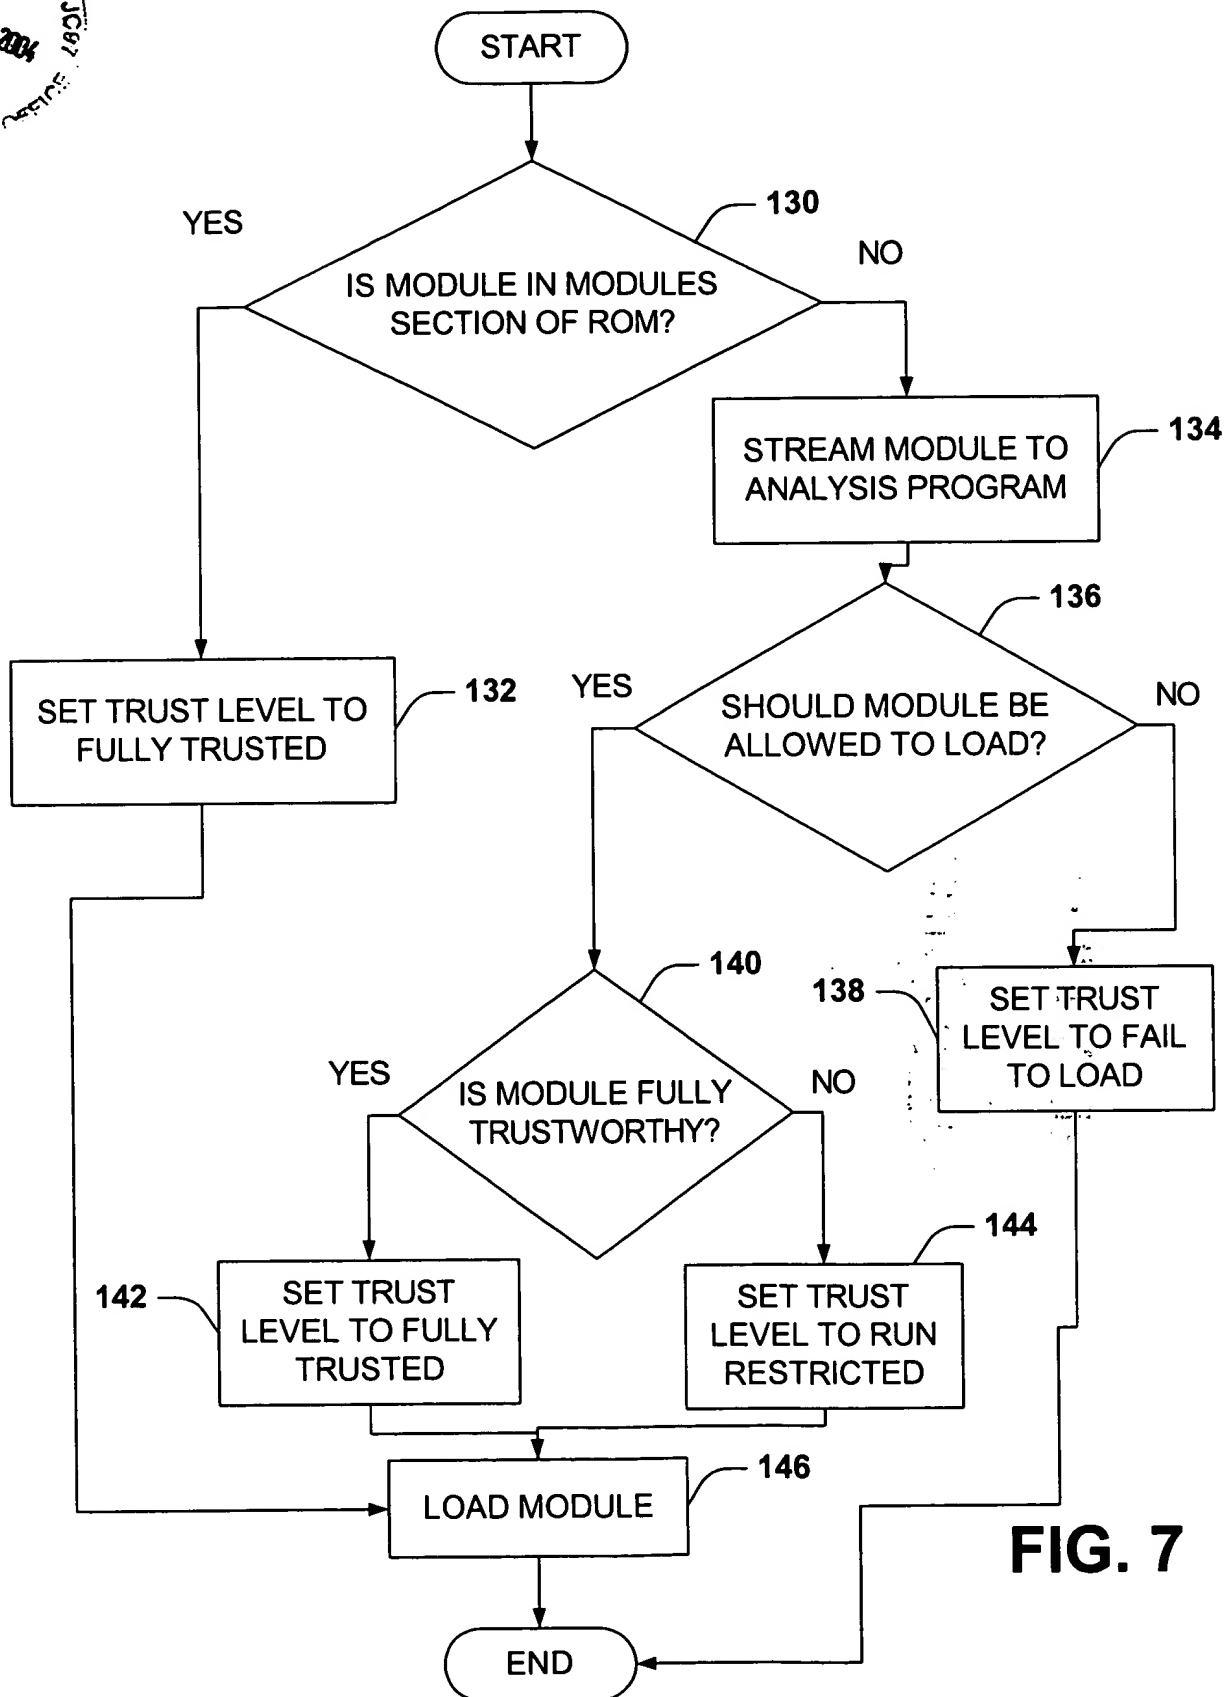 2004
START
130
YES
NO
IS MODULE IN MODULES
SECTION OF ROM?
134
STREAM MODULE TO
ANALYSIS PROGRAM
136
132
YES
NO
SET TRUST LEVEL TO
FULLY TRUSTED
SHOULD MODULE BE
ALLOWED TO LOAD?
140
138
SET TRUST
LEVEL TO FAIL
TO LOAD
YES
NO
IS MODULE FULLY
TRUSTWORTHY?
144
142
SET TRUST
LEVEL TO FULLY
TRUSTED
SET TRUST
LEVEL TO RUN
RESTRICTED
146
LOAD MODULE
FIG. 7
END